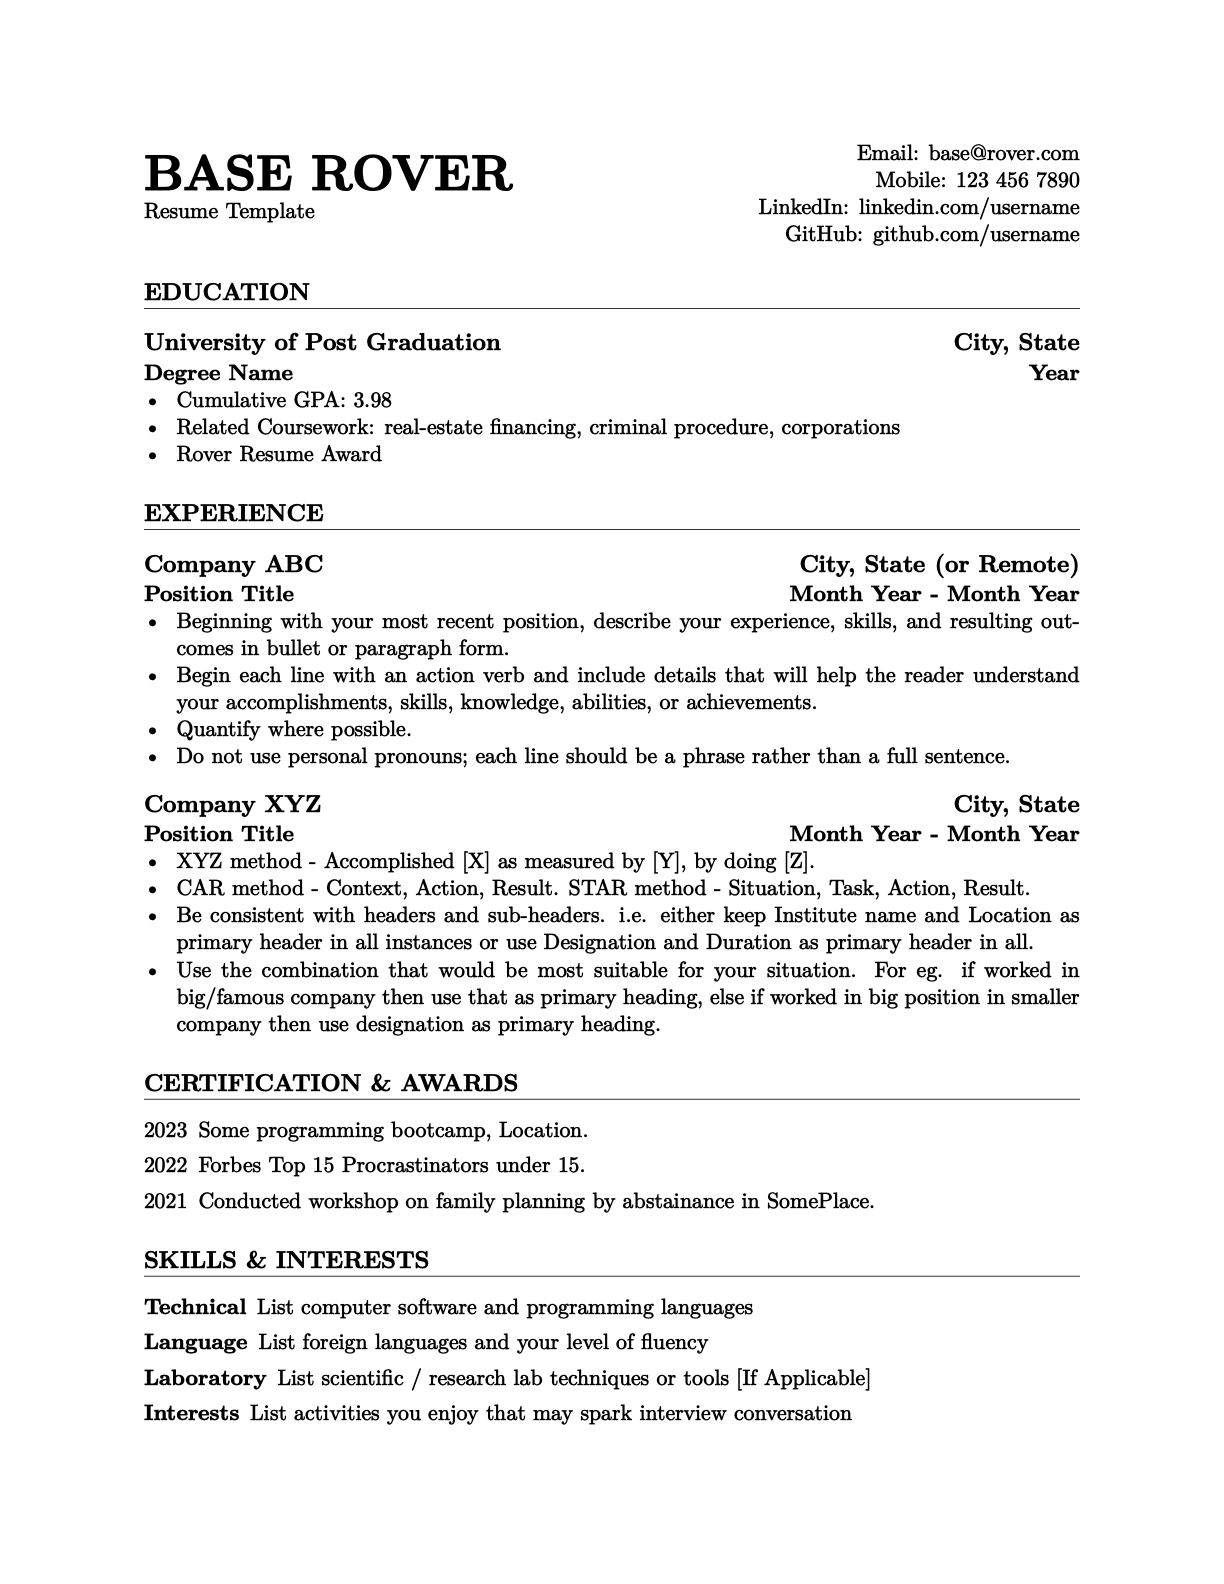 BASE ROVER
Resume Template
Email: base@rover.com
Mobile: 123 456 7890
LinkedIn: linkedin.com/username
GitHub: github.com/username
EDUCATION
University of Post Graduation City, State
Degree Name Year
• Cumulative GPA: 3.98
• Related Coursework: real-estate financing, criminal procedure, corporations
• Rover Resume Award
EXPERIENCE
Company ABC City, State (or Remote)
Position Title Month Year - Month Year
• Beginning with your most recent position, describe your experience, skills, and resulting out-
comes in bullet or paragraph form.
• Begin each line with an action verb and include details that will help the reader understand
your accomplishments, skills, knowledge, abilities, or achievements.
• Quantify where possible.
• Do not use personal pronouns; each line should be a phrase rather than a full sentence.
Company XYZ City, State
Position Title Month Year - Month Year
• XYZ method - Accomplished [X] as measured by [Y], by doing [Z].
• CAR method - Context, Action, Result. STAR method - Situation, Task, Action, Result.
• Be consistent with headers and sub-headers. i.e. either keep Institute name and Location as
primary header in all instances or use Designation and Duration as primary header in all.
• Use the combination that would be most suitable for your situation. For eg. if worked in
big/famous company then use that as primary heading, else if worked in big position in smaller
company then use designation as primary heading.
CERTIFICATION & AWARDS
2023 Some programming bootcamp, Location.
2022 Forbes Top 15 Procrastinators under 15.
2021 Conducted workshop on family planning by abstainance in SomePlace.
SKILLS & INTERESTS
Technical List computer software and programming languages
Language List foreign languages and your level of fluency
Laboratory List scientific / research lab techniques or tools [If Applicable]
Interests List activities you enjoy that may spark interview conversation